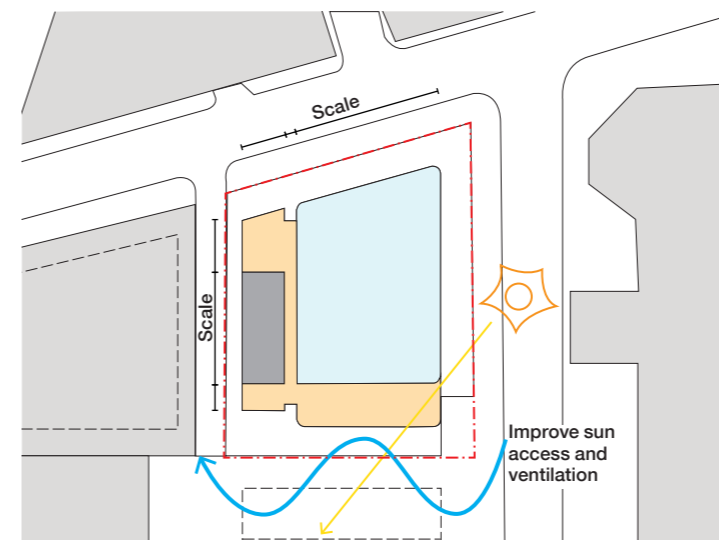 Scale
Scale
Improve sun
access and
ventilation